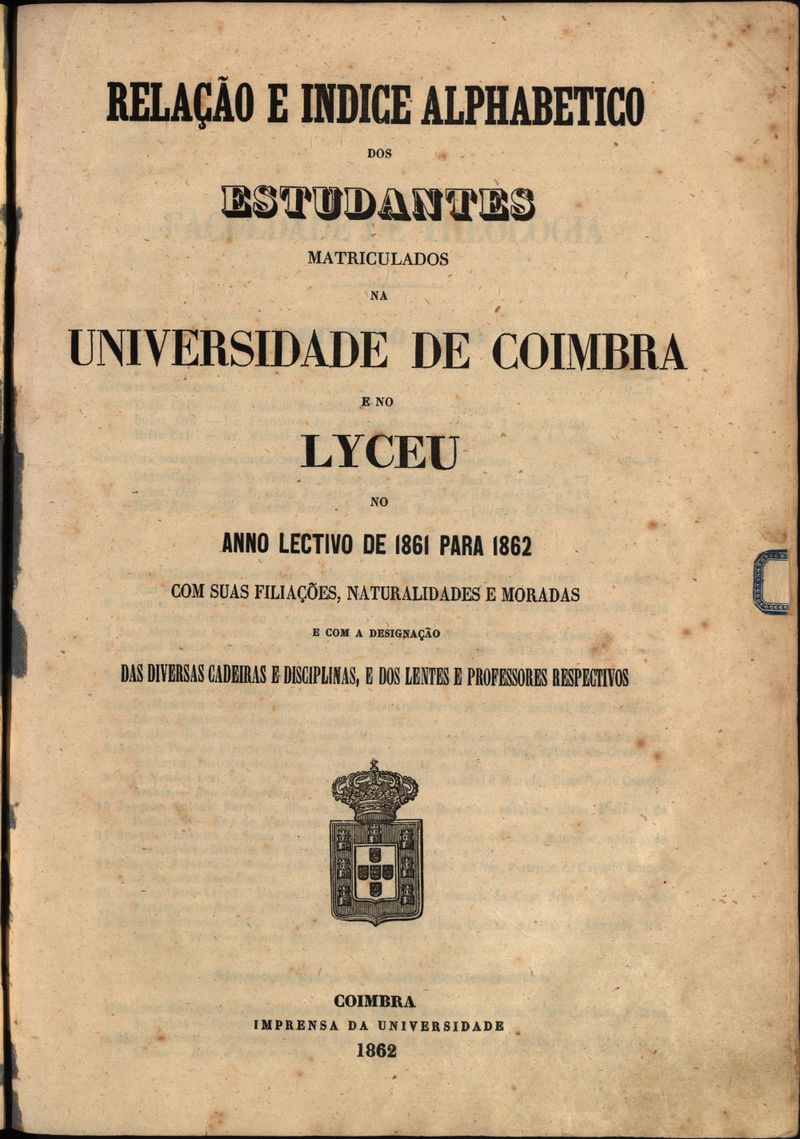 RELAÇÃO E INDICE ALPHABETICO
DOS
ESTUDANTES
MATRICULADOS
NA
UNIVERSIDADE DE COIMBRA
E NO
LYCEU
NO
ANNO LECTIVO DE 1861 PARA 1862
COM SUAS FILIAÇÕES, NATURALIDADES E MORADAS
E COM A DESIGNAÇÃO
DAS DIVERSAS CADEIRAS E DISCIPLINAS, E DOS LENTES E PROFESSORES RESPECTIVOS
COIMBRA
IMPRENSA DA UNIVERSIDADE
1862